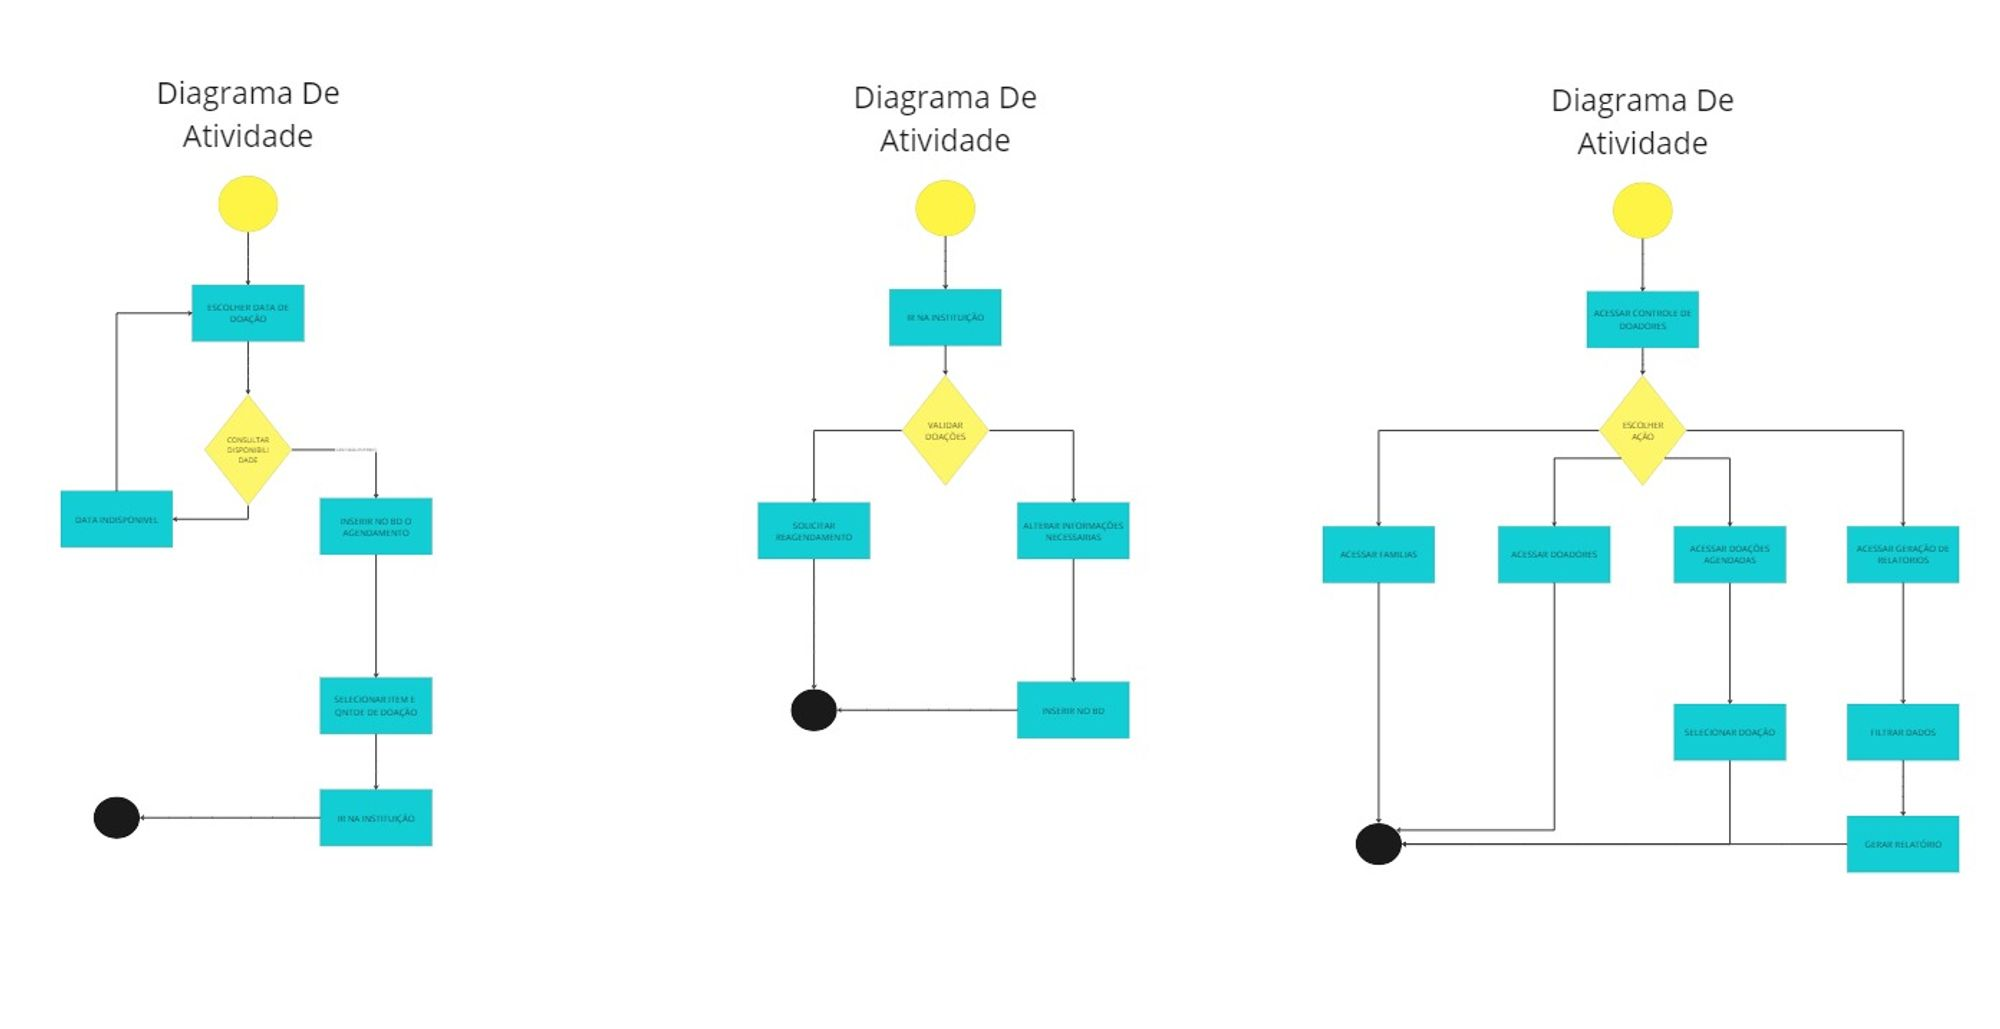 Diagrama De
Atividade
ESCOLHER DATA DE
DOAÇÃO
CONSULTAR
DISPONIBILI
DADE
DATA INDISPONIVEL
INSERIR NO BD O
AGENDAMENTO
SELECIONAR ITEM E
QNTDE DE DOAÇÃO
IR NA INSTITUIÇÃO
Diagrama De
Atividade
IR NA INSTITUIÇÃO
VALIDAR
DOAÇÕES
SOLICITAR
REAGENDAMENTO
ALTERAR INFORMAÇÕES
NECESSARIAS
INSERIR NO BD
Diagrama De
Atividade
ACESSAR CONTROLE DE
DOADORES
ESCOLHER
AÇÃO
ACESSAR FAMILIAS
ACESSAR DOADORES
ACESSAR DOAÇÕES
AGENDADAS
ACESSAR GERAÇÃO DE
RELATORIOS
SELECIONAR DOAÇÃO
FILTRAR DADOS
GERAR RELATÓRIO